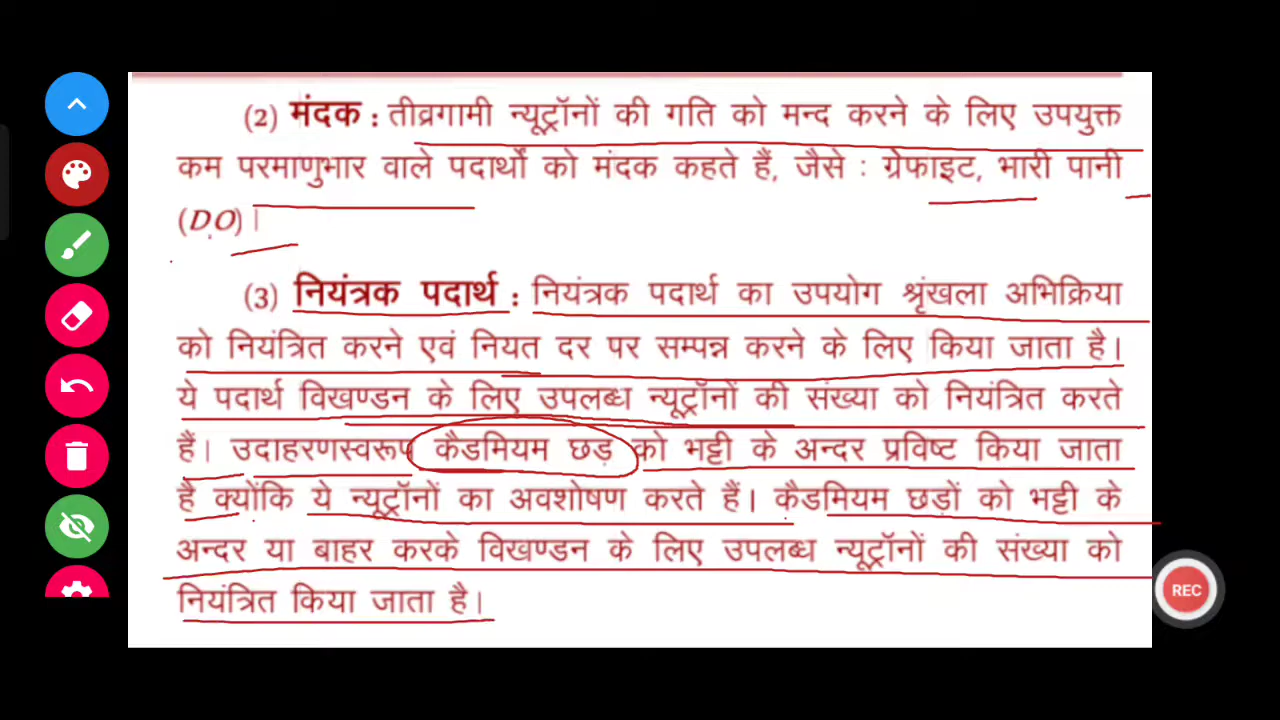 (2) मंदक : तीव्रगामी न्यूट्रॉनों की गति को मन्द करने के लिए उपयुक्त
कम परमाणुभार वाले पदार्थों को मंदक कहते हैं, जैसे : ग्रेफाइट, भारी पानी
(D.O)।
(3) नियंत्रक पदार्थ : नियंत्रक पदार्थ का उपयोग श्रृंखला अभिक्रिया
को नियंत्रित करने एवं नियत दर पर सम्पन्न करने के लिए किया जाता है।
ये पदार्थ विखण्डन के लिए उपलब्ध न्यूट्रॉनों की संख्या को नियंत्रित करते
हैं। उदाहरणस्वरूप कैडमियम छड़ को भट्टी के अन्दर प्रविष्ट किया जाता
है क्योंकि ये न्यूट्रॉनों का अवशोषण करते हैं। कैडमियम छड़ों को भट्टी के
अन्दर या बाहर करके विखण्डन के लिए उपलब्ध न्यूट्रॉनों की संख्या को
नियंत्रित किया जाता है।
REC